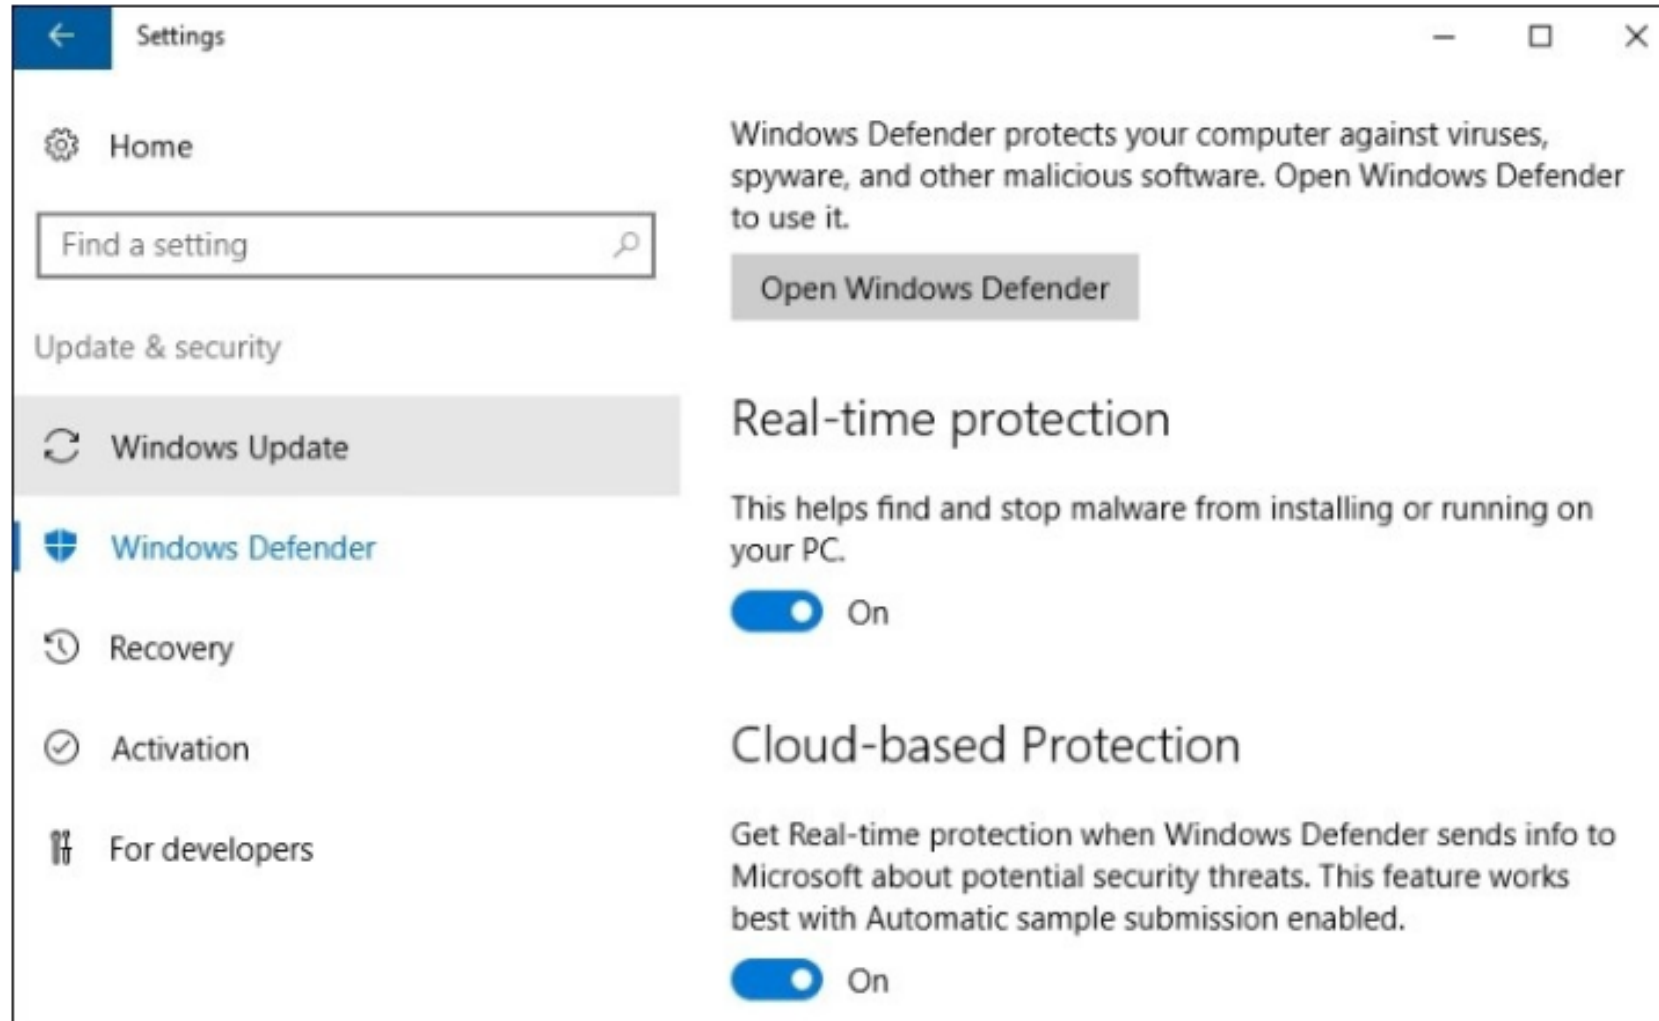 Settings
Home
Find a setting
Update & security
Windows Update
Windows Defender
Recovery
Activation
For developers
Windows Defender protects your computer against viruses,
spyware, and other malicious software. Open Windows Defender
to use it.
Open Windows Defender
Real-time protection
This helps find and stop malware from installing or running on
your PC.
On
Cloud-based Protection
Get Real-time protection when Windows Defender sends info to
Microsoft about potential security threats. This feature works
best with Automatic sample submission enabled.
On